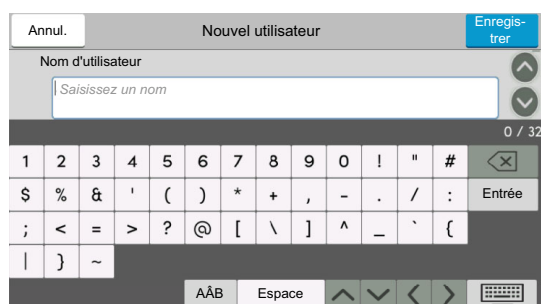 Annul. Nouvel utilisateur Enregis-
trer
Nom d'utilisateur
Saisissez un nom
0 / 32
1 2 3 4 5 6 7 8 9 0 ! " #
$ % & ' ( ) * + , - . / : Entrée
; < = > ? @ [ \ ] ^ _ ` {
| } ~
AÂB Espace